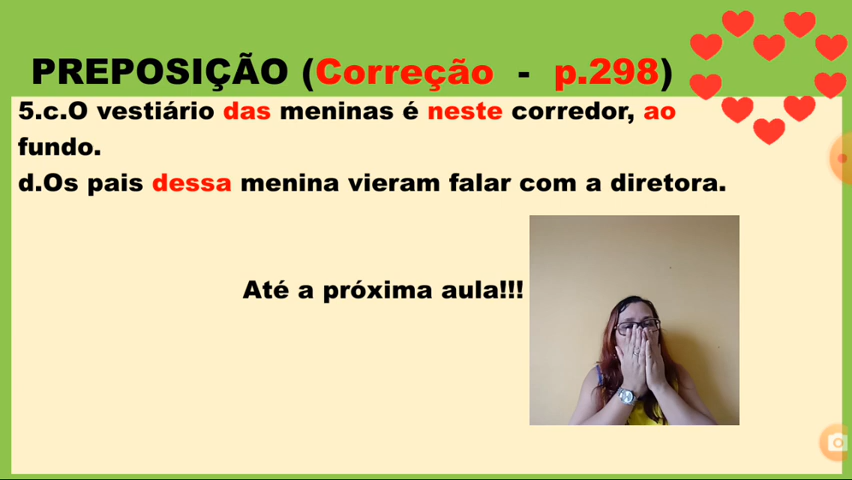 PREPOSIÇÃO (Correção - p.298)
5.c.O vestiário das meninas é neste corredor, ao
fundo.
d.Os pais dessa menina vieram falar com a diretora.
Até a próxima aula!!!